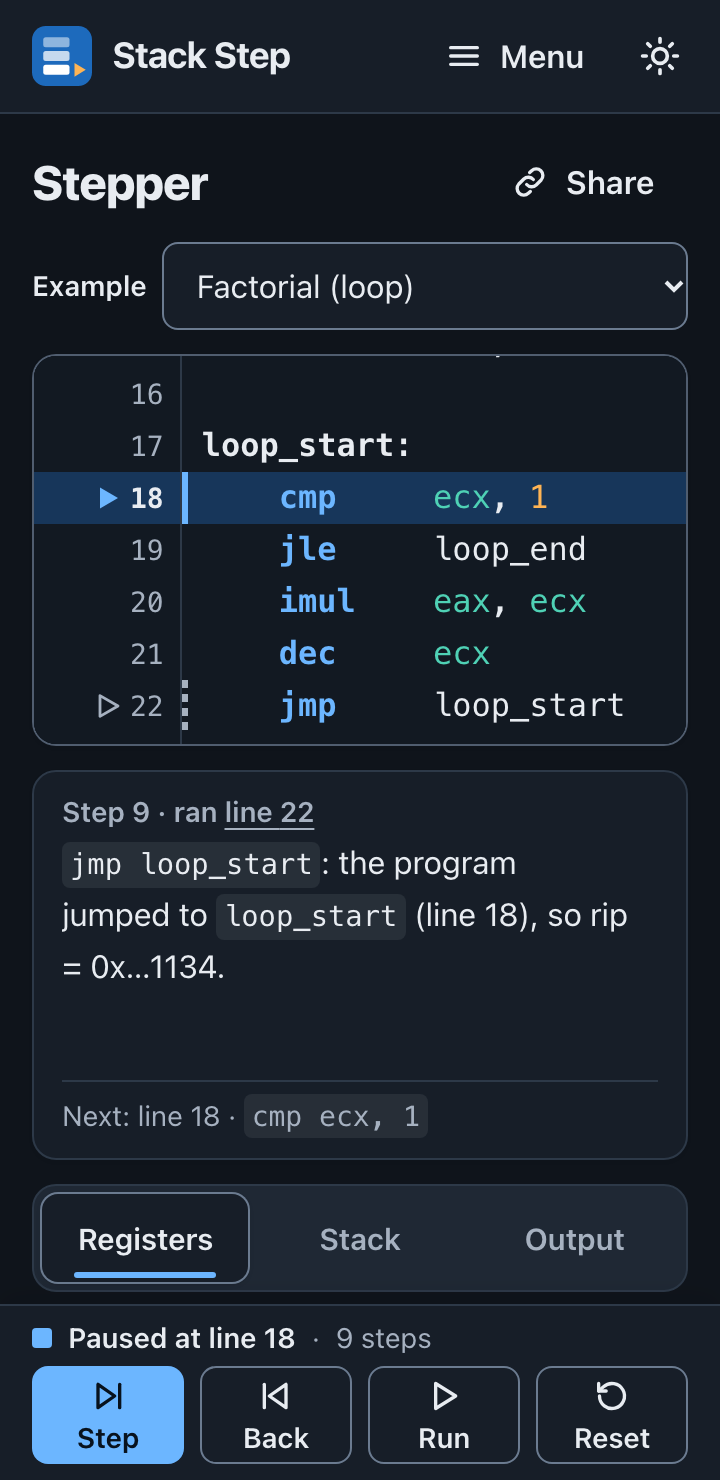 Stack Step
Menu
Stepper
Share
Example
Factorial (loop)
16
17 loop_start:
18 cmp ecx, 1
19 jle loop_end
20 imul eax, ecx
21 dec ecx
22 jmp loop_start
Step 9 · ran line 22
jmp loop_start: the program
jumped to loop_start (line 18), so rip
= 0x…1134.
Next: line 18 · cmp ecx, 1
Registers
Stack
Output
Paused at line 18 · 9 steps
Step
Back
Run
Reset